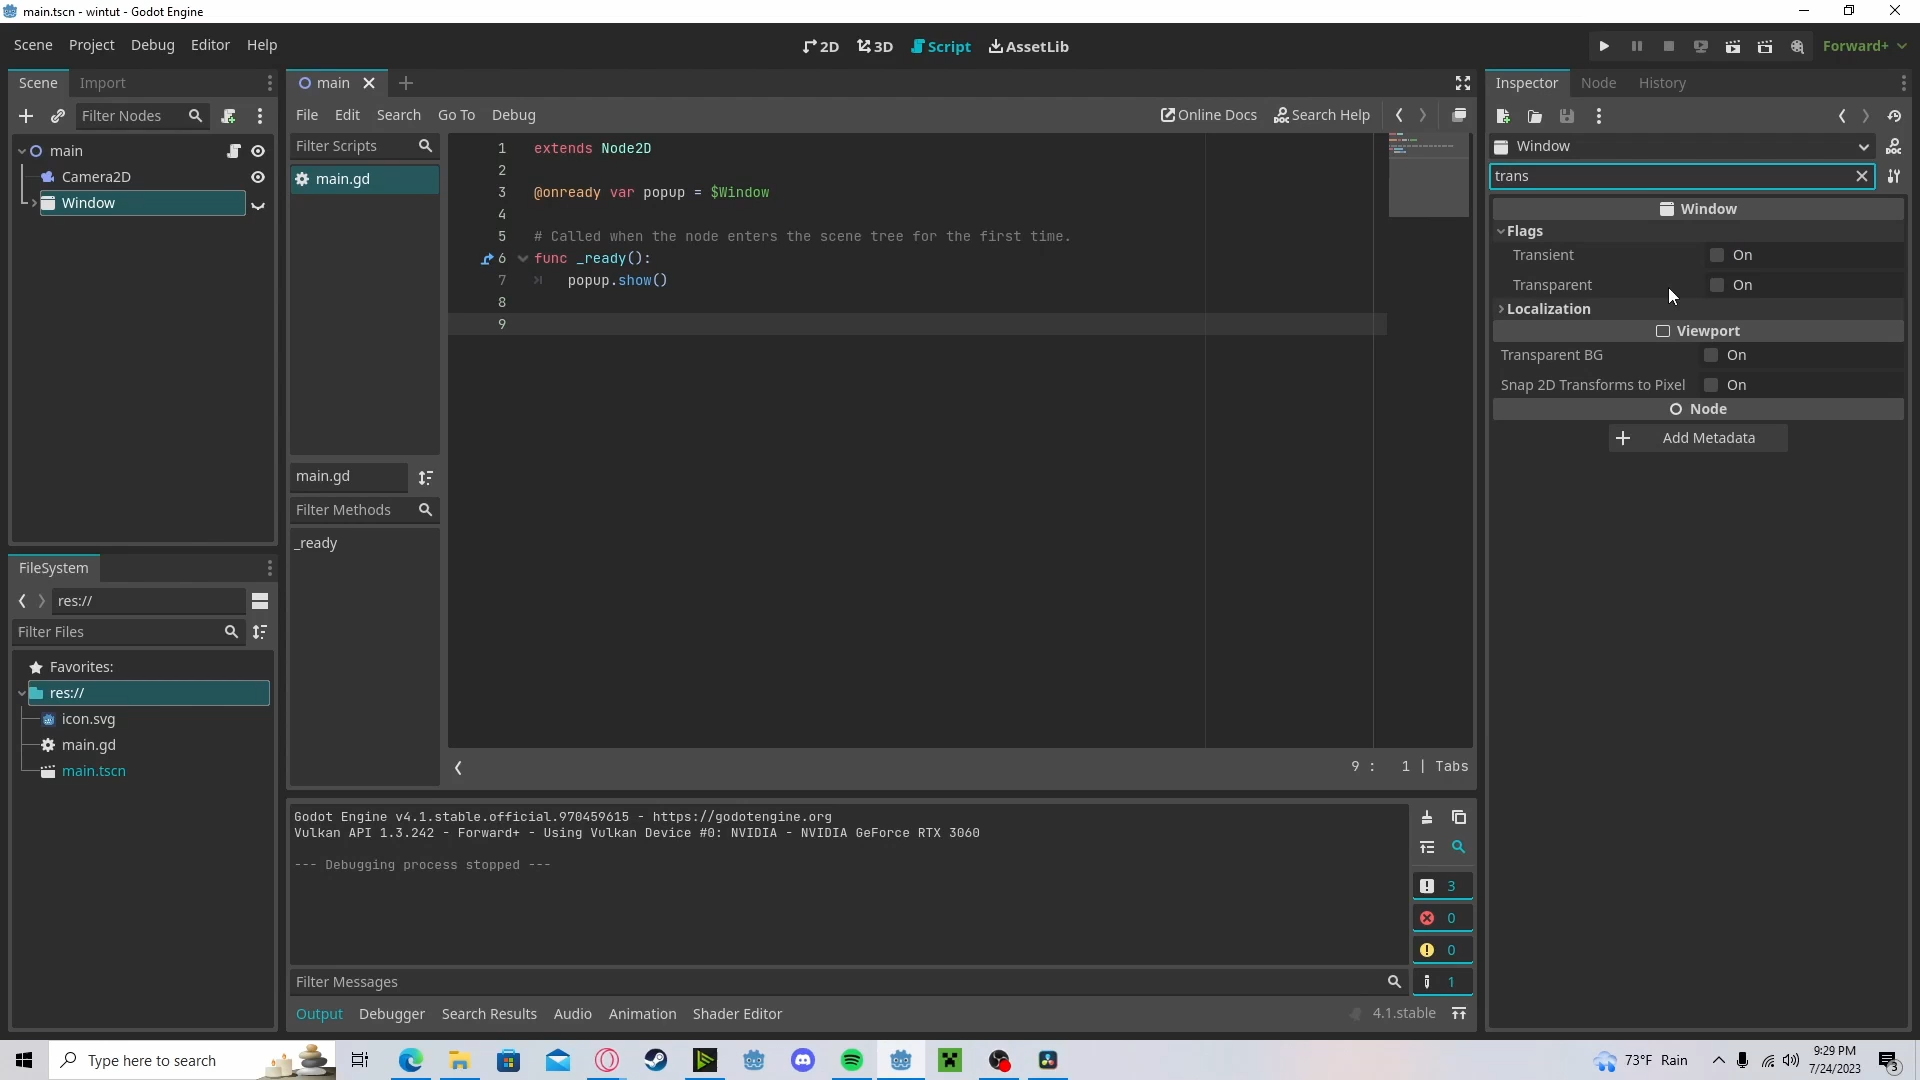 main.tscn - wintut - Godot Engine
Scene Project Debug Editor Help
2D 3D Script AssetLib
Forward+
Scene Import
Filter Nodes
main
Camera2D
Window
main
File Edit Search Go To Debug
Online Docs Search Help
Filter Scripts
main.gd
main.gd
Filter Methods
_ready
1 extends Node2D
2
3 @onready var popup = $Window
4
5 # Called when the node enters the scene tree for the first time.
6 func _ready():
7 popup.show()
8
9
9 : 1 | Tabs
Inspector Node History
Window
trans
Window
Flags
Transient On
Transparent On
Localization
Viewport
Transparent BG On
Snap 2D Transforms to Pixel On
Node
Add Metadata
FileSystem
res://
Filter Files
Favorites:
res://
icon.svg
main.gd
main.tscn
Godot Engine v4.1.stable.official.970459615 - https://godotengine.org
Vulkan API 1.3.242 - Forward+ - Using Vulkan Device #0: NVIDIA - NVIDIA GeForce RTX 3060
--- Debugging process stopped ---
3
0
0
1
Filter Messages
Output Debugger Search Results Audio Animation Shader Editor
4.1.stable
Type here to search
73°F Rain
9:29 PM
7/24/2023
3